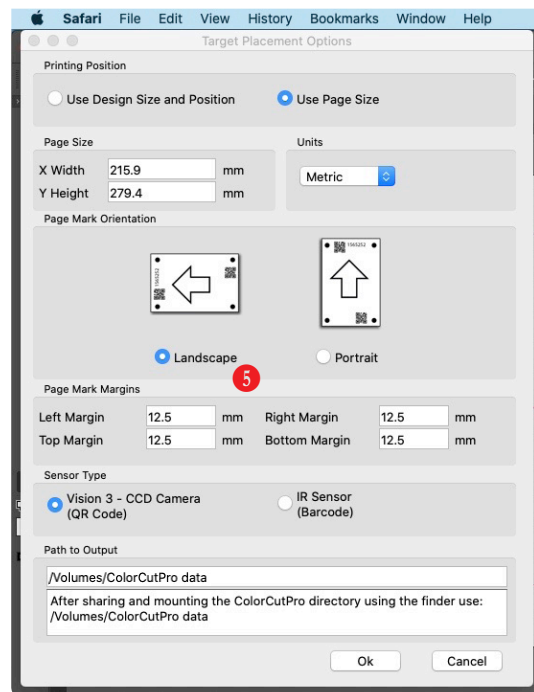 Safari File Edit View History Bookmarks Window Help
Target Placement Options
Printing Position
Use Design Size and Position Use Page Size
Page Size Units
X Width 215.9 mm Metric
Y Height 279.4 mm
Page Mark Orientation
Landscape Portrait
5
Page Mark Margins
Left Margin 12.5 mm Right Margin 12.5 mm
Top Margin 12.5 mm Bottom Margin 12.5 mm
Sensor Type
Vision 3 - CCD Camera IR Sensor
(QR Code) (Barcode)
Path to Output
/Volumes/ColorCutPro data
After sharing and mounting the ColorCutPro directory using the finder use:
/Volumes/ColorCutPro data
Ok Cancel